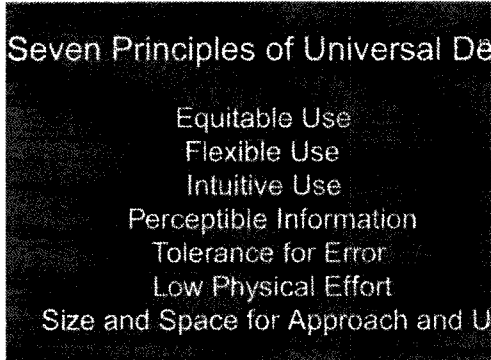 Seven Principles of Universal De
Equitable Use
Flexible Use
Intuitive Use
Perceptible Information
Tolerance for Error
Low Physical Effort
Size and Space for Approach and U